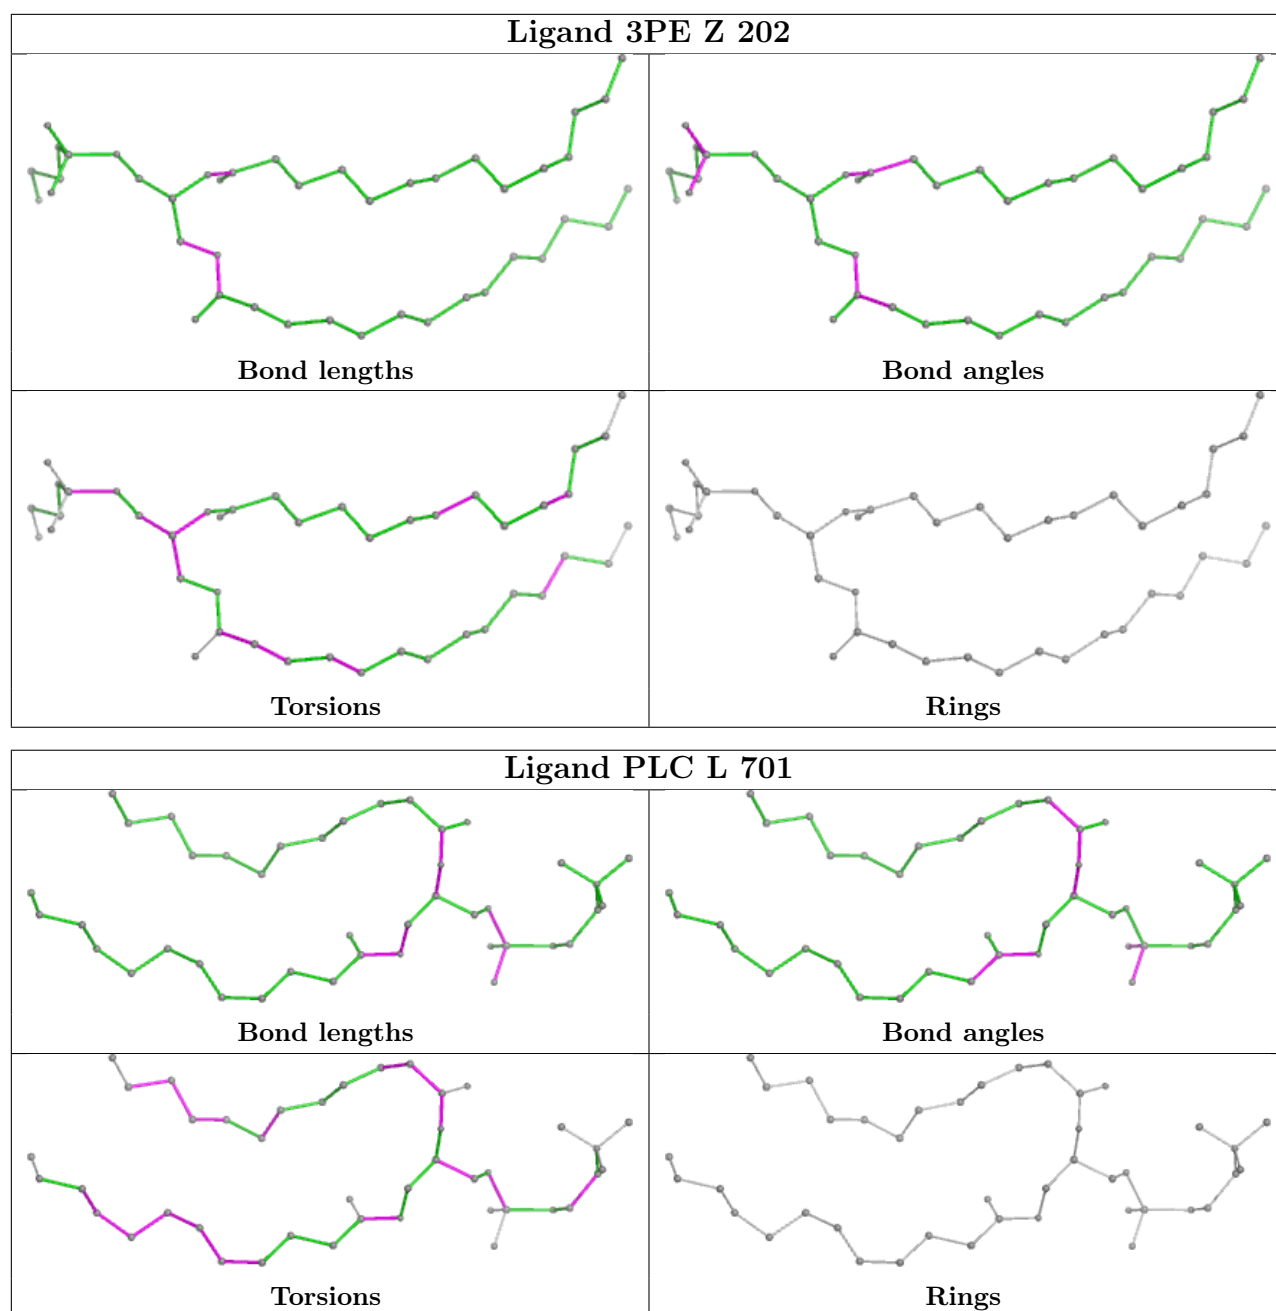 Ligand 3PE Z 202
Bond lengths
Bond angles
Torsions
Rings
Ligand PLC L 701
Bond lengths
Bond angles
Torsions
Rings